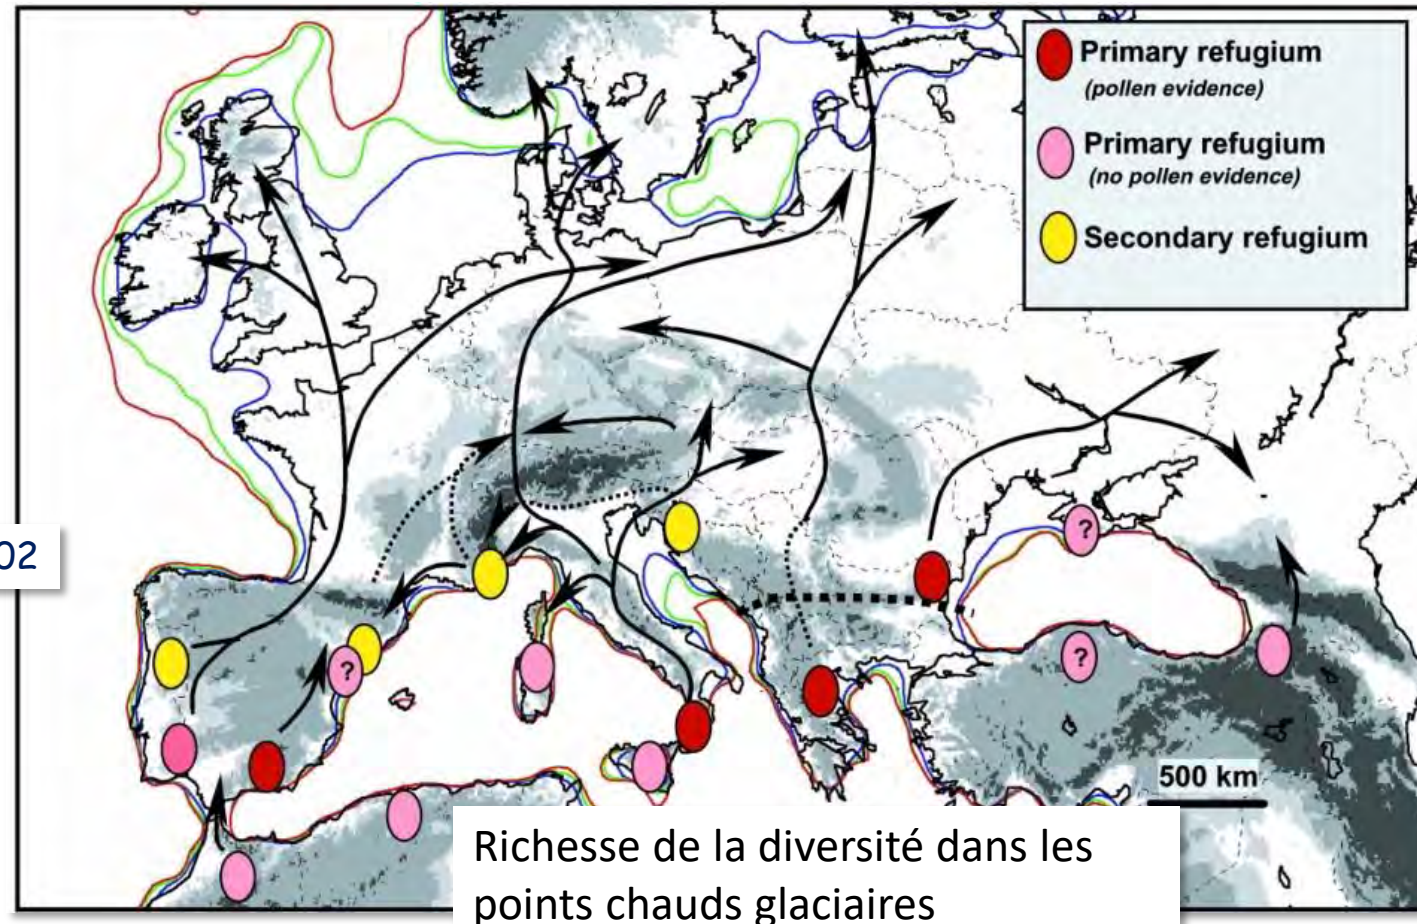 Primary refugium
(pollen evidence)
Primary refugium
(no pollen evidence)
Secondary refugium
02
?
?
?
500 km
Richesse de la diversité dans les
points chauds glaciaires